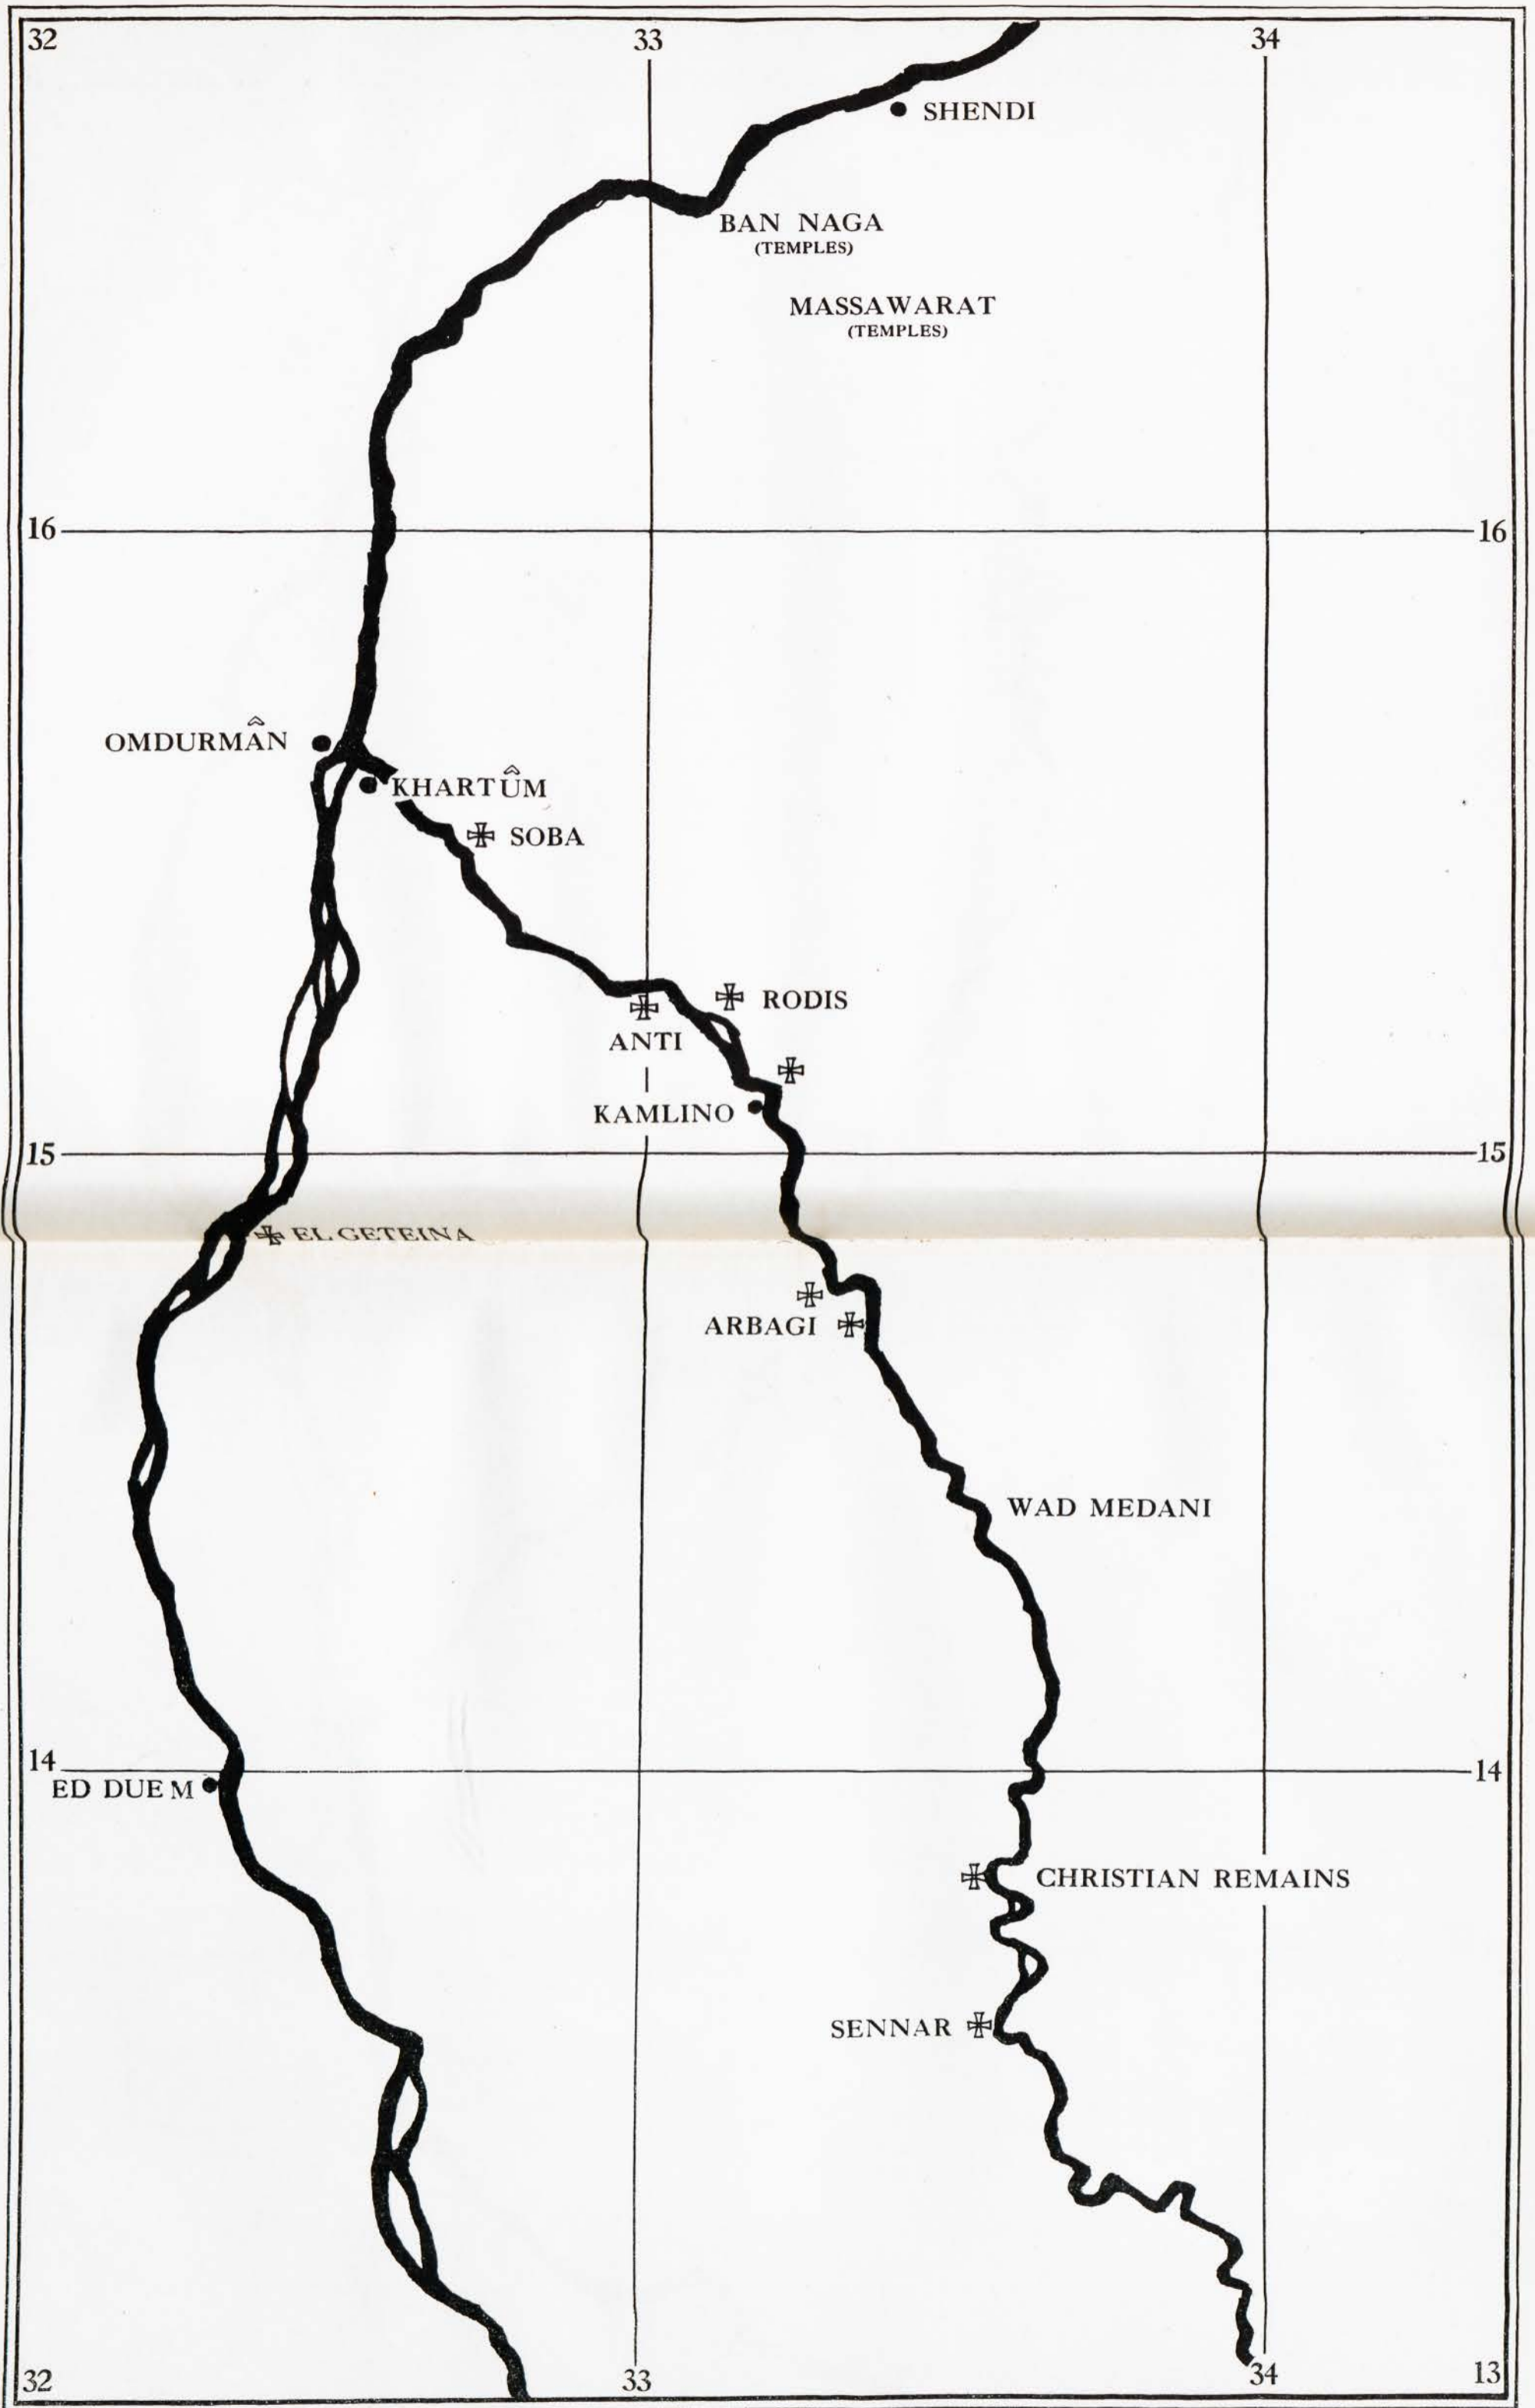 32 33 34
SHENDI
BAN NAGA
(TEMPLES)
MASSAWARAT
(TEMPLES)
16 16
OMDURMÂN
KHARTÛM
SOBA
RODIS
ANTI
KAMLINO
15 15
EL GETEINA
ARBAGI
WAD MEDANI
14 14
ED DUEM
CHRISTIAN REMAINS
SENNAR
32 33 34 13